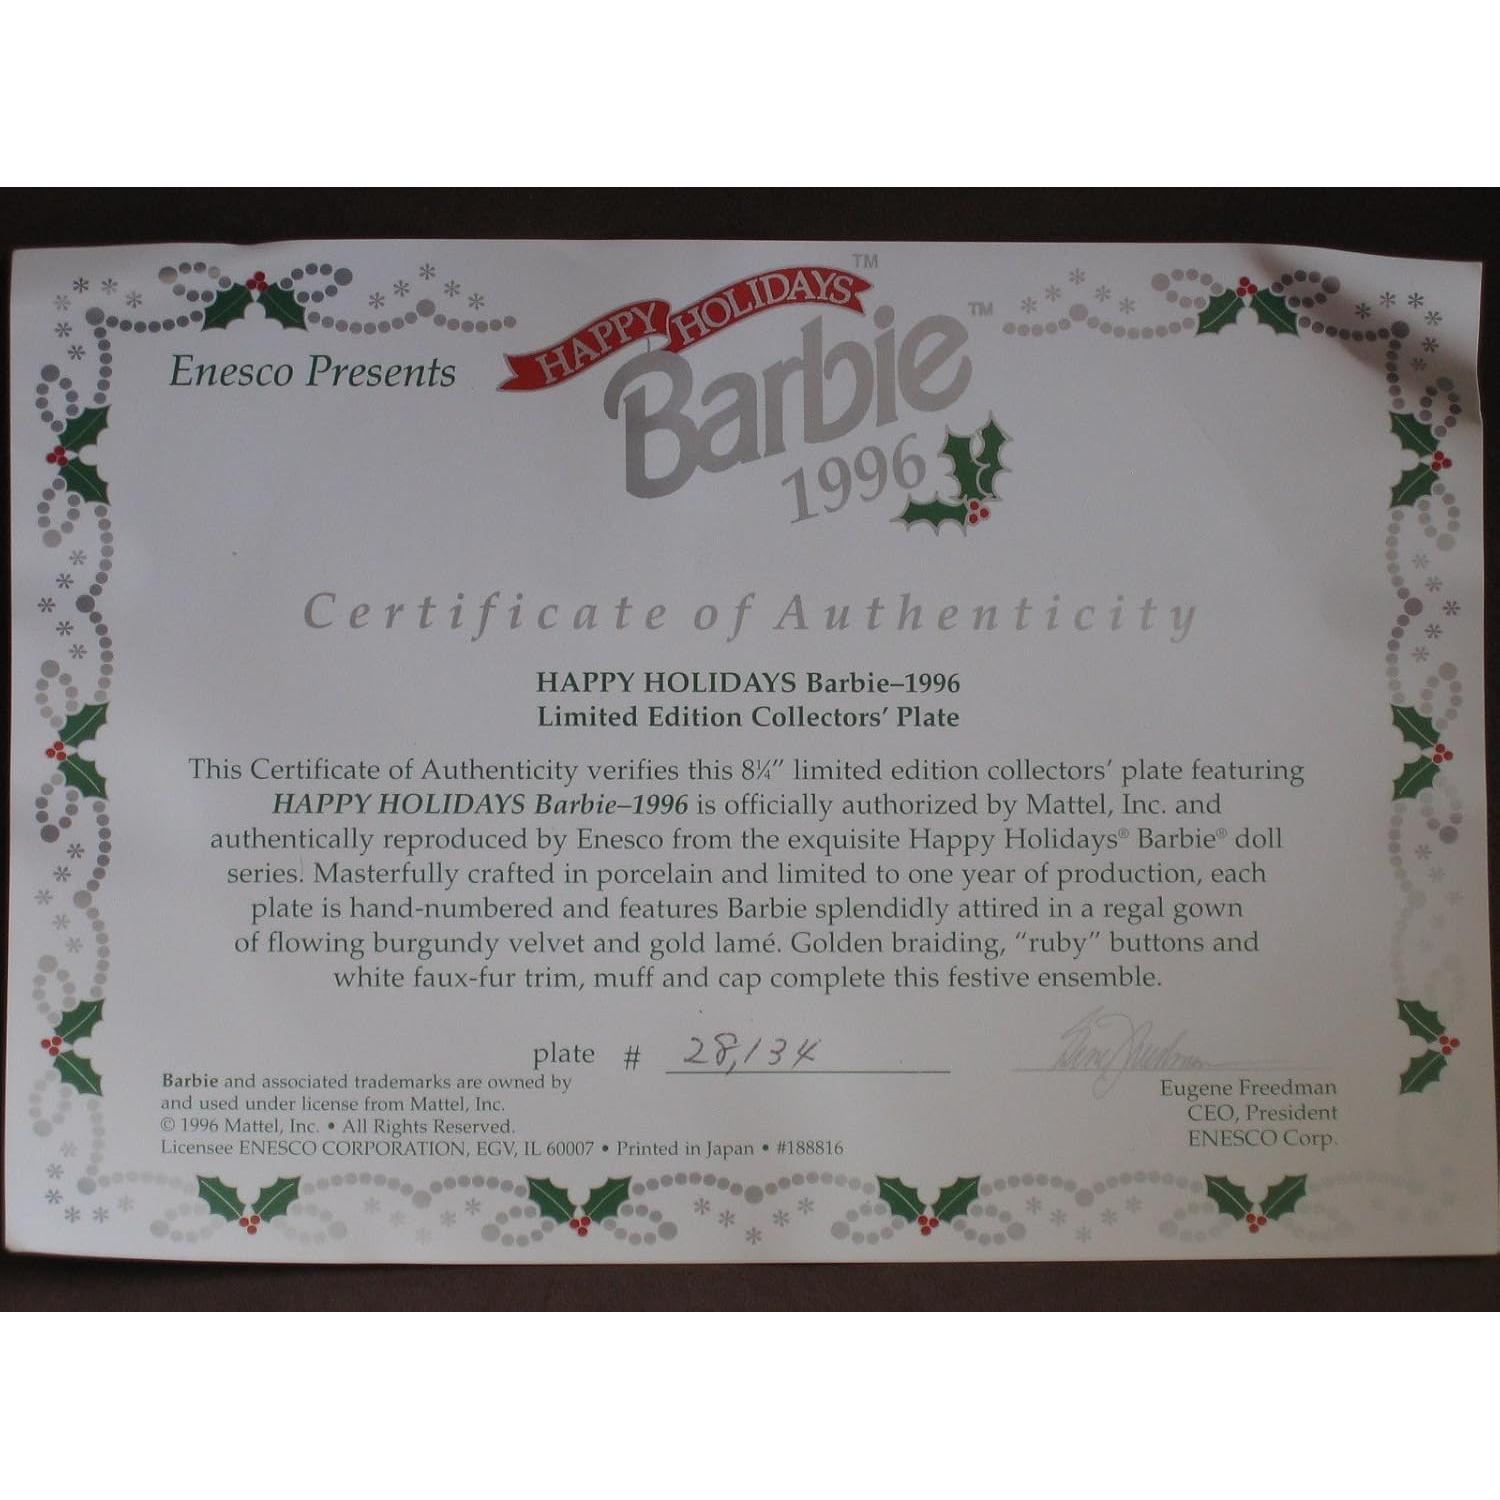 Enesco Presents
HAPPY HOLIDAYS™
Barbie™
1996
Certificate of Authenticity
HAPPY HOLIDAYS Barbie–1996
Limited Edition Collectors’ Plate
This Certificate of Authenticity verifies this 8¼” limited edition collectors’ plate featuring
HAPPY HOLIDAYS Barbie–1996 is officially authorized by Mattel, Inc. and
authentically reproduced by Enesco from the exquisite Happy Holidays® Barbie® doll
series. Masterfully crafted in porcelain and limited to one year of production, each
plate is hand-numbered and features Barbie splendidly attired in a regal gown
of flowing burgundy velvet and gold lamé. Golden braiding, “ruby” buttons and
white faux-fur trim, muff and cap complete this festive ensemble.
plate # 28,134
Barbie and associated trademarks are owned by
and used under license from Mattel, Inc.
© 1996 Mattel, Inc. • All Rights Reserved.
Licensee ENESCO CORPORATION, EGV, IL 60007 • Printed in Japan • #188816
Gene Freedman
Eugene Freedman
CEO, President
ENESCO Corp.